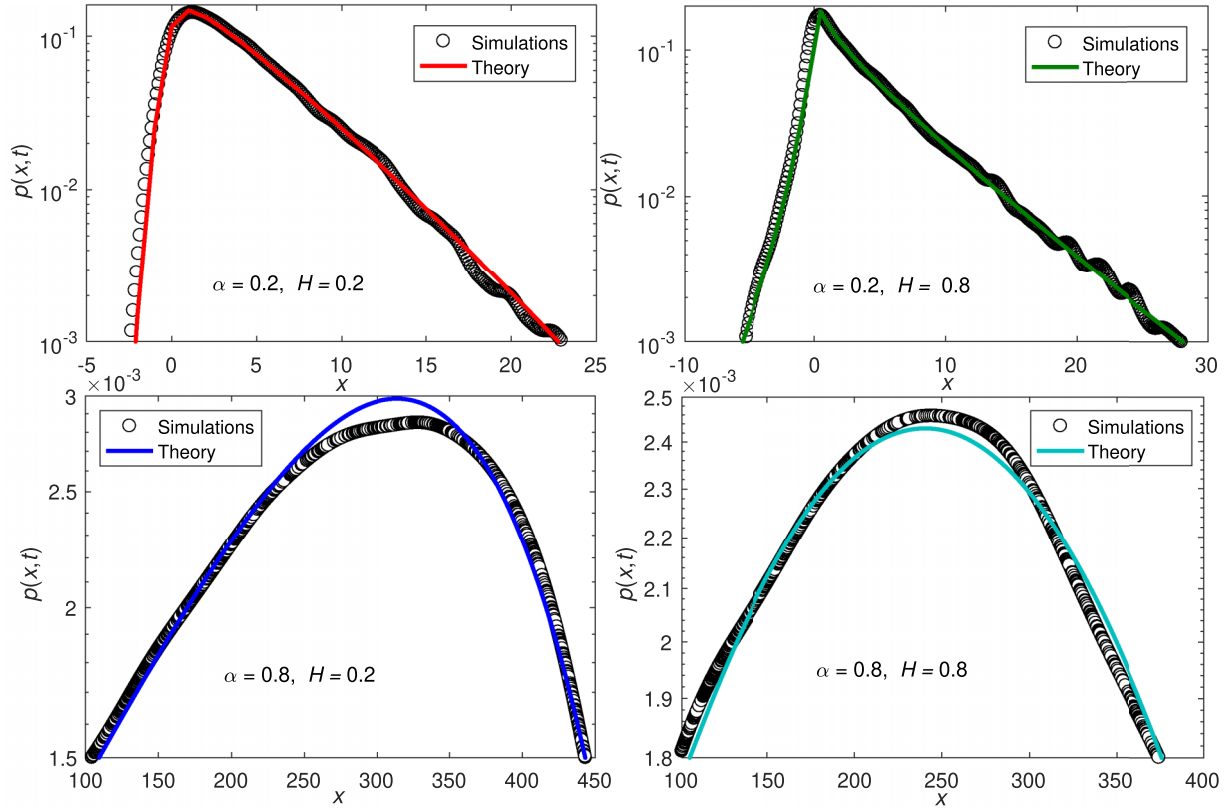 Simulations
Theory
p(x,t)
10⁻¹
10⁻²
10⁻³
α = 0.2, H = 0.2
-5 0 5 10 15 20 25
x
Simulations
Theory
p(x,t)
10⁻¹
10⁻²
10⁻³
α = 0.2, H = 0.8
-10 0 10 20 30
x
×10⁻³
Simulations
Theory
p(x,t)
3
2.5
2
1.5
α = 0.8, H = 0.2
100 150 200 250 300 350 400 450
x
×10⁻³
Simulations
Theory
p(x,t)
2.5
2.4
2.3
2.2
2.1
2
1.9
1.8
α = 0.8, H = 0.8
100 150 200 250 300 350 400
x